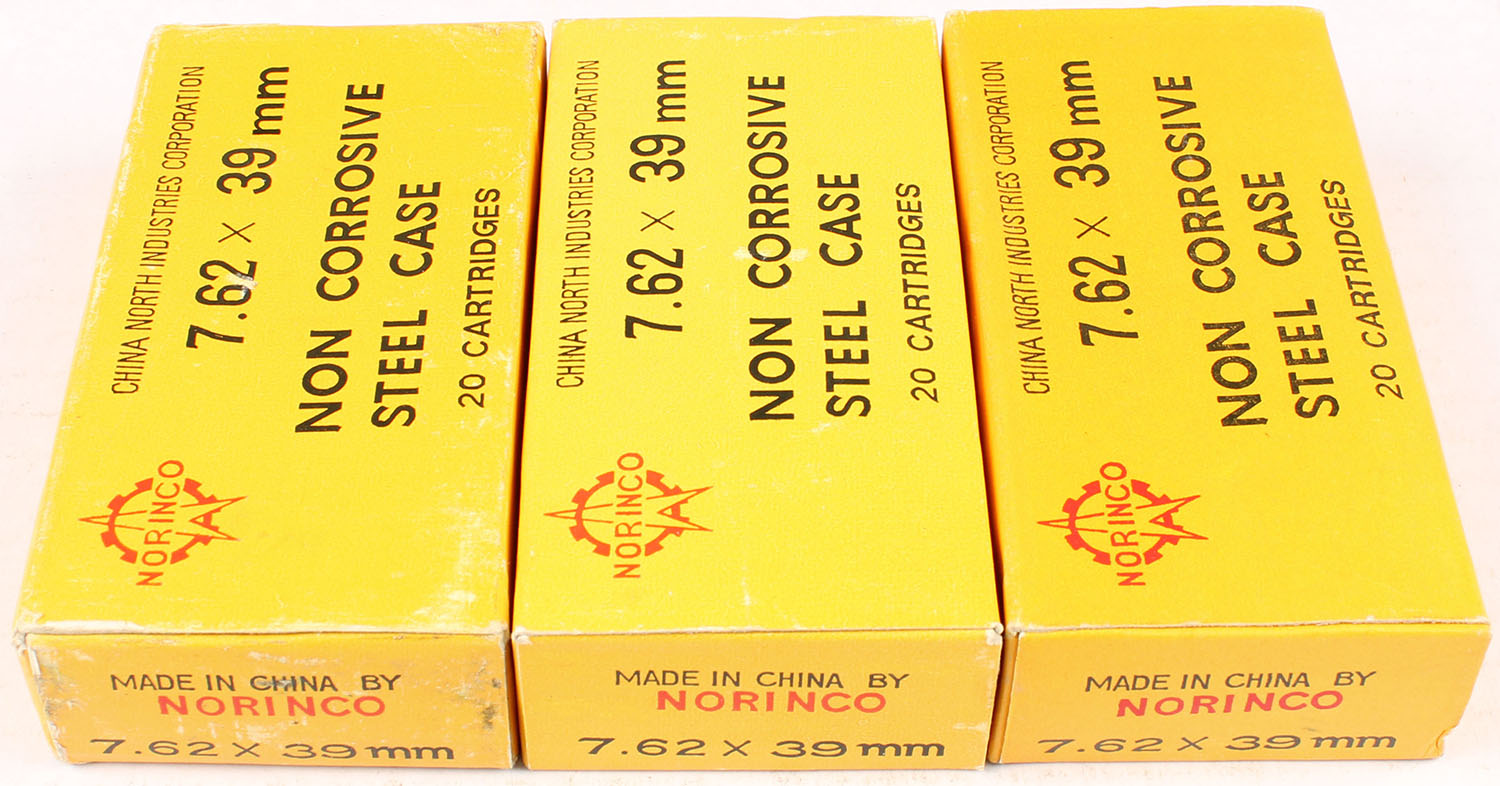 CHINA NORTH INDUSTRIES CORPORATION
7.62 × 39 mm
NON CORROSIVE
STEEL CASE
20 CARTRIDGES
NORINCO
MADE IN CHINA BY
NORINCO
7.62 × 39 mm
CHINA NORTH INDUSTRIES CORPORATION
7.62 × 39 mm
NON CORROSIVE
STEEL CASE
20 CARTRIDGES
NORINCO
MADE IN CHINA BY
NORINCO
7.62 × 39 mm
CHINA NORTH INDUSTRIES CORPORATION
7.62 × 39 mm
NON CORROSIVE
STEEL CASE
20 CARTRIDGES
NORINCO
MADE IN CHINA BY
NORINCO
7.62 × 39 mm